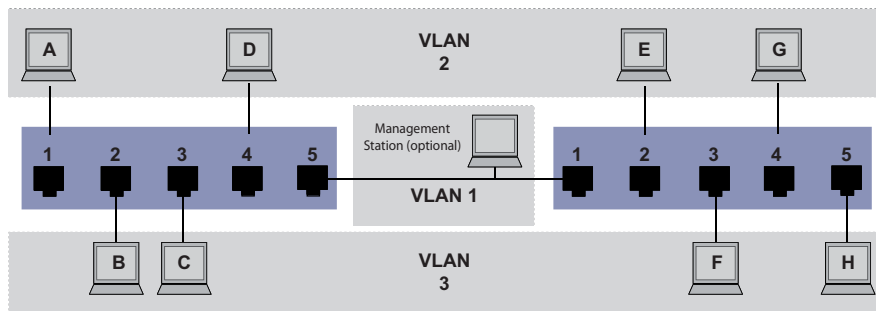 A
D
VLAN
2
E
G
1
2
3
4
5
Management
Station (optional)
VLAN 1
1
2
3
4
5
B
C
VLAN
3
F
H